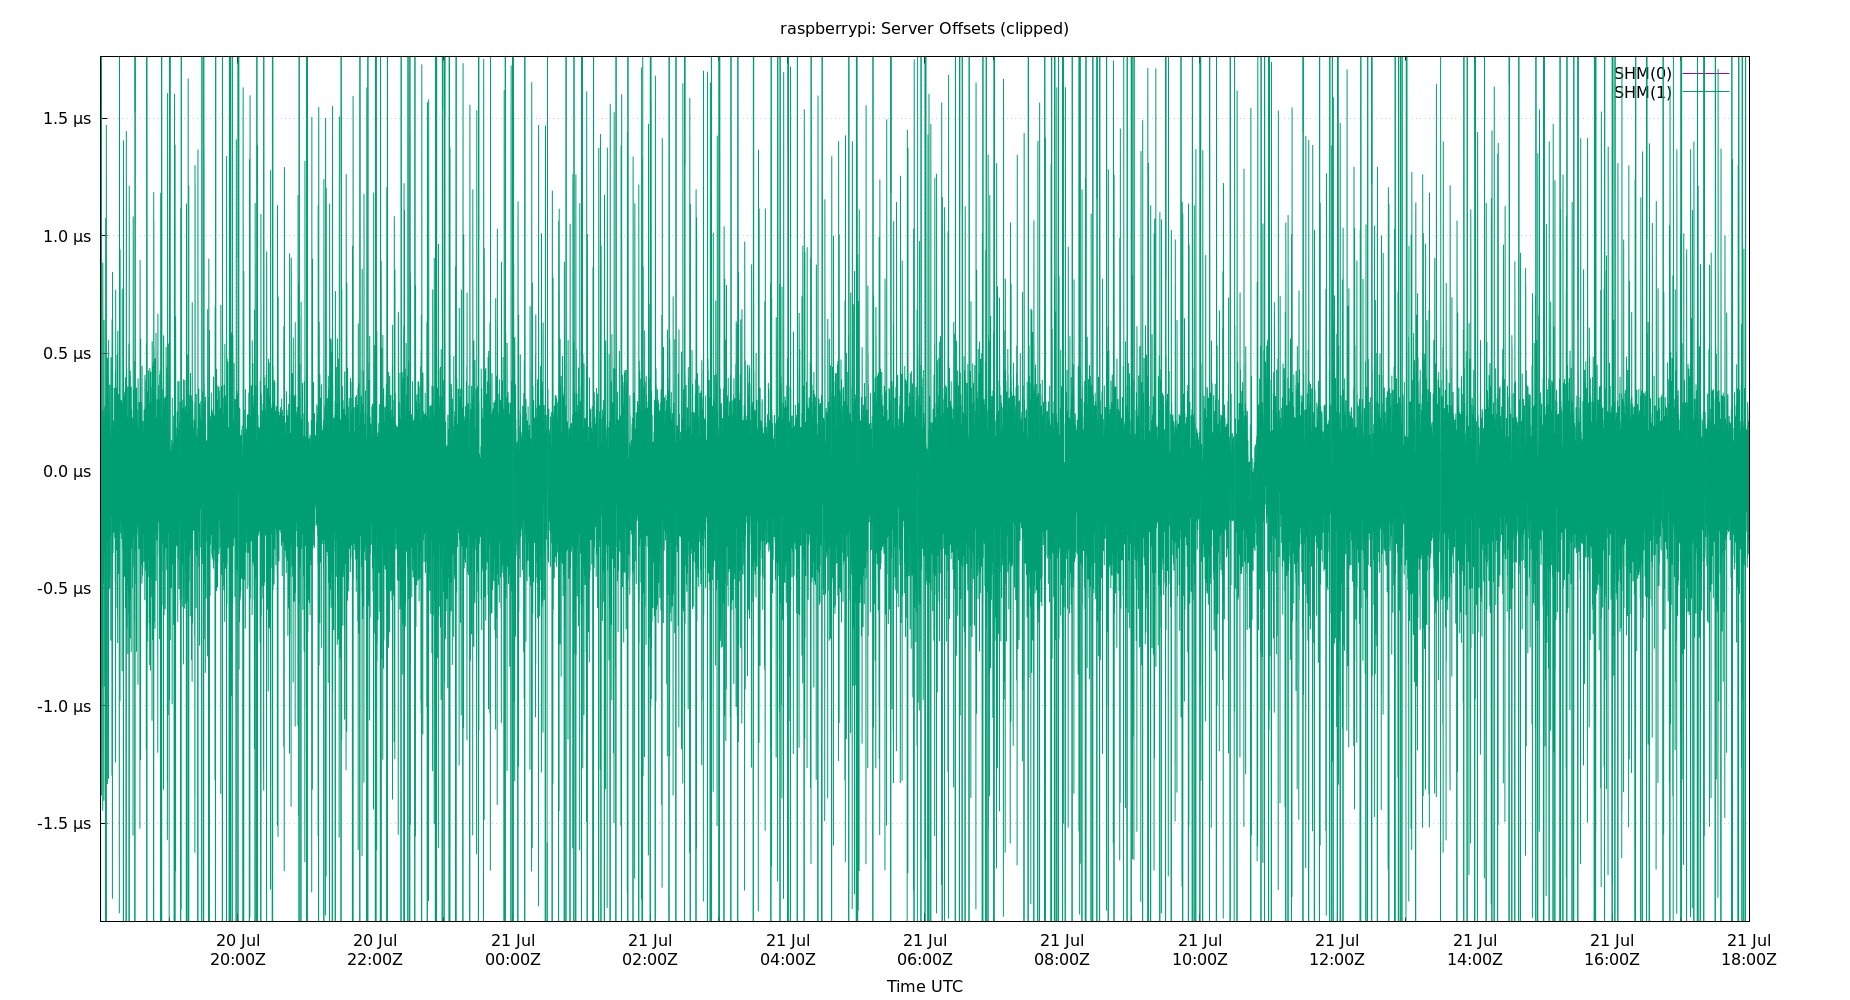 raspberrypi: Server Offsets (clipped)
SHM(0)
SHM(1)
1.5 µs
1.0 µs
0.5 µs
0.0 µs
-0.5 µs
-1.0 µs
-1.5 µs
20 Jul 20 Jul 21 Jul 21 Jul 21 Jul 21 Jul 21 Jul 21 Jul 21 Jul 21 Jul 21 Jul 21 Jul
20:00Z 22:00Z 00:00Z 02:00Z 04:00Z 06:00Z 08:00Z 10:00Z 12:00Z 14:00Z 16:00Z 18:00Z
Time UTC